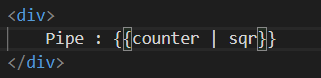 <div>
Pipe : {{counter | sqr}}
</div>